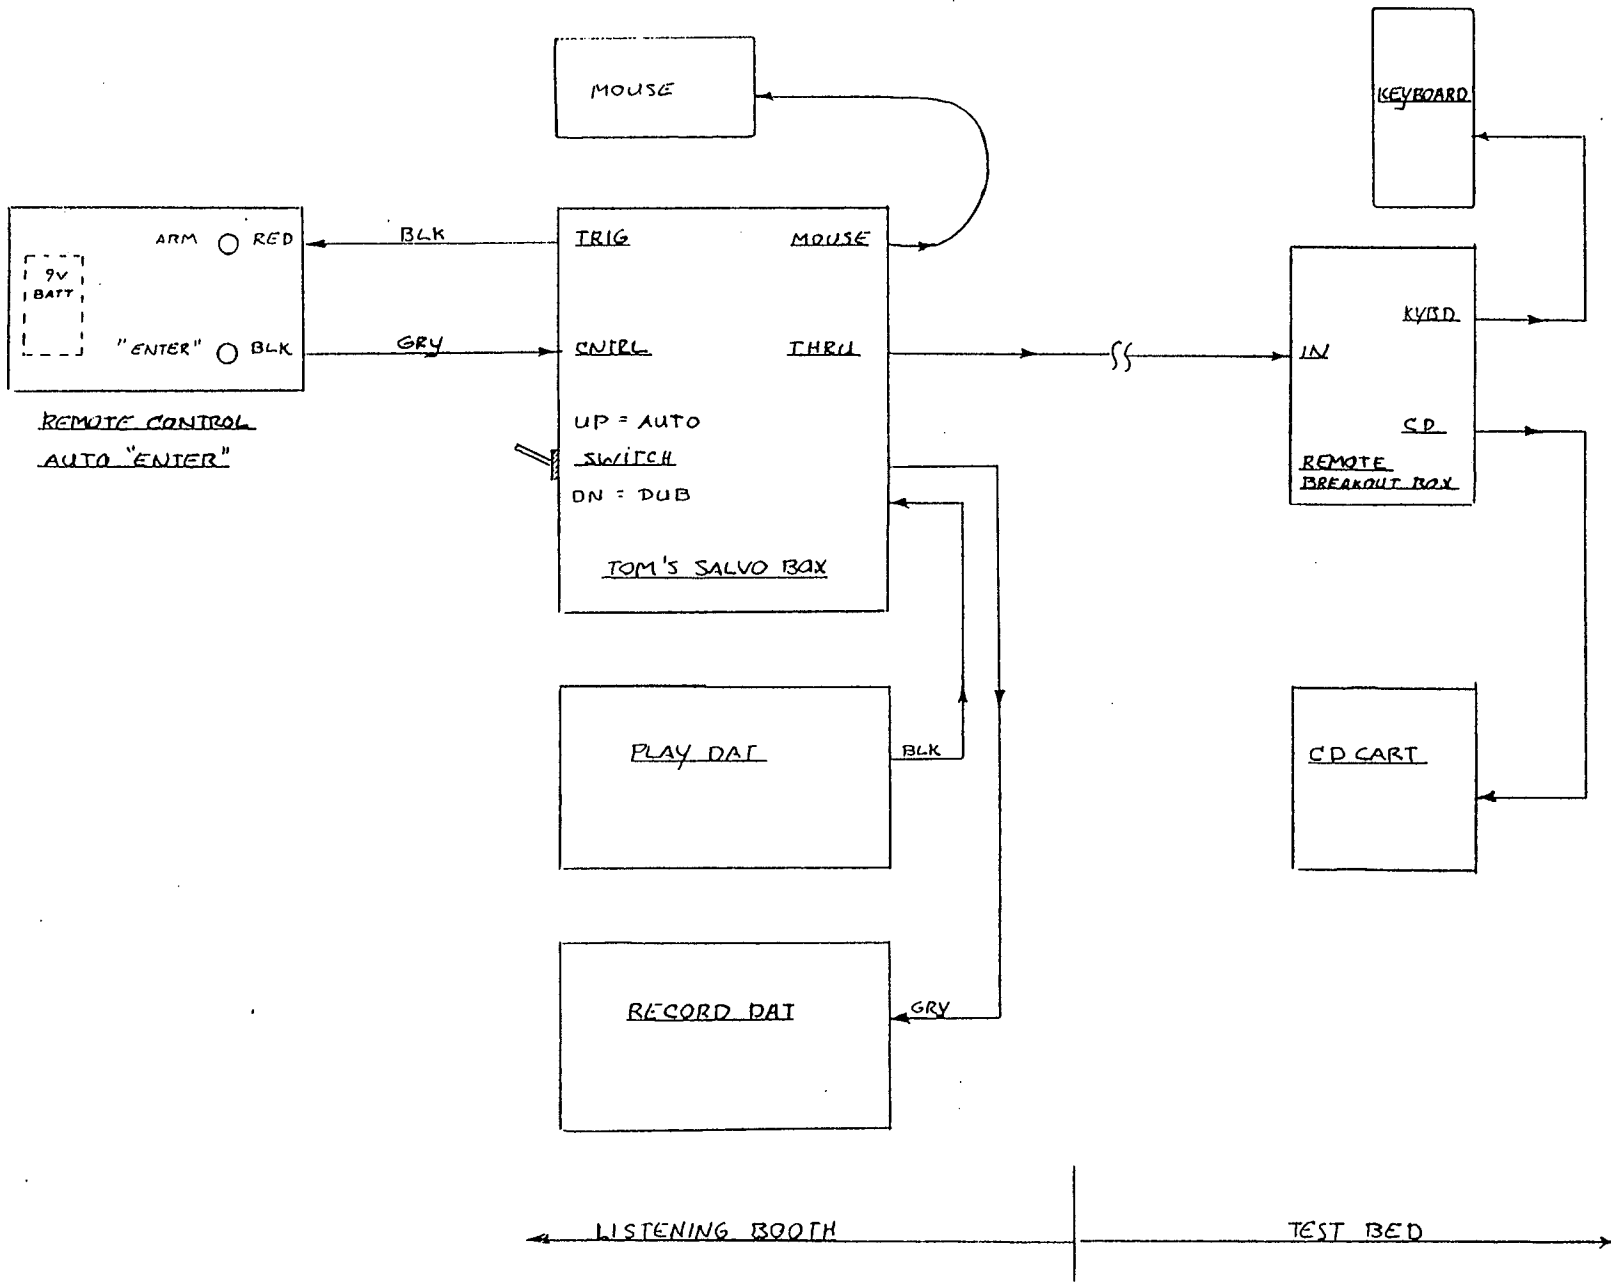 MOUSE
KEYBOARD
ARM RED
9V
BATT
"ENTER" BLK
REMOTE CONTROL
AUTO "ENTER"
BLK
GRY
TRIG MOUSE
CNTRL THRU
UP = AUTO
SWITCH
DN = DUB
TOM'S SALVO BOX
KYBD
IN
CD
REMOTE
BREAKOUT BOX
PLAY DAT
BLK
CD CART
RECORD DAT
GRY
LISTENING BOOTH
TEST BED